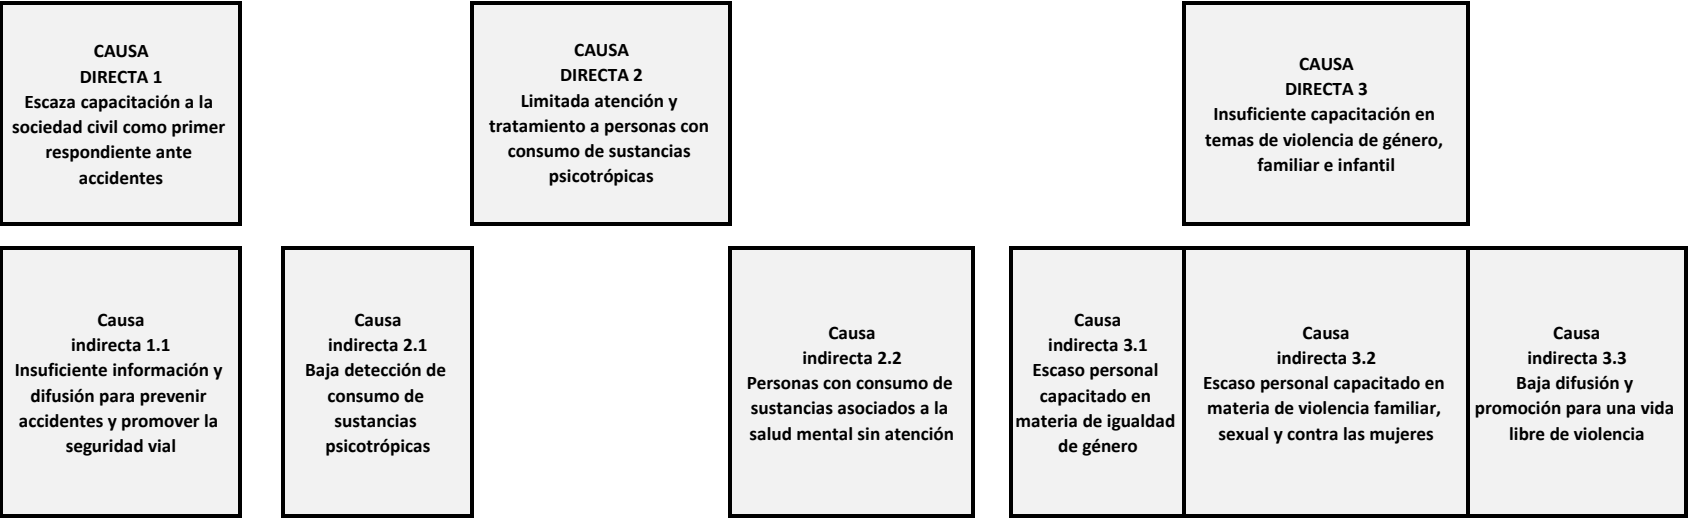 CAUSA
DIRECTA 1
Escaza capacitación a la
sociedad civil como primer
respondiente ante
accidentes
CAUSA
DIRECTA 2
Limitada atención y
tratamiento a personas con
consumo de sustancias
psicotrópicas
CAUSA
DIRECTA 3
Insuficiente capacitación en
temas de violencia de género,
familiar e infantil
Causa
indirecta 1.1
Insuficiente información y
difusión para prevenir
accidentes y promover la
seguridad vial
Causa
indirecta 2.1
Baja detección de
consumo de
sustancias
psicotrópicas
Causa
indirecta 2.2
Personas con consumo de
sustancias asociados a la
salud mental sin atención
Causa
indirecta 3.1
Escaso personal
capacitado en
materia de igualdad
de género
Causa
indirecta 3.2
Escaso personal capacitado en
materia de violencia familiar,
sexual y contra las mujeres
Causa
indirecta 3.3
Baja difusión y
promoción para una vida
libre de violencia